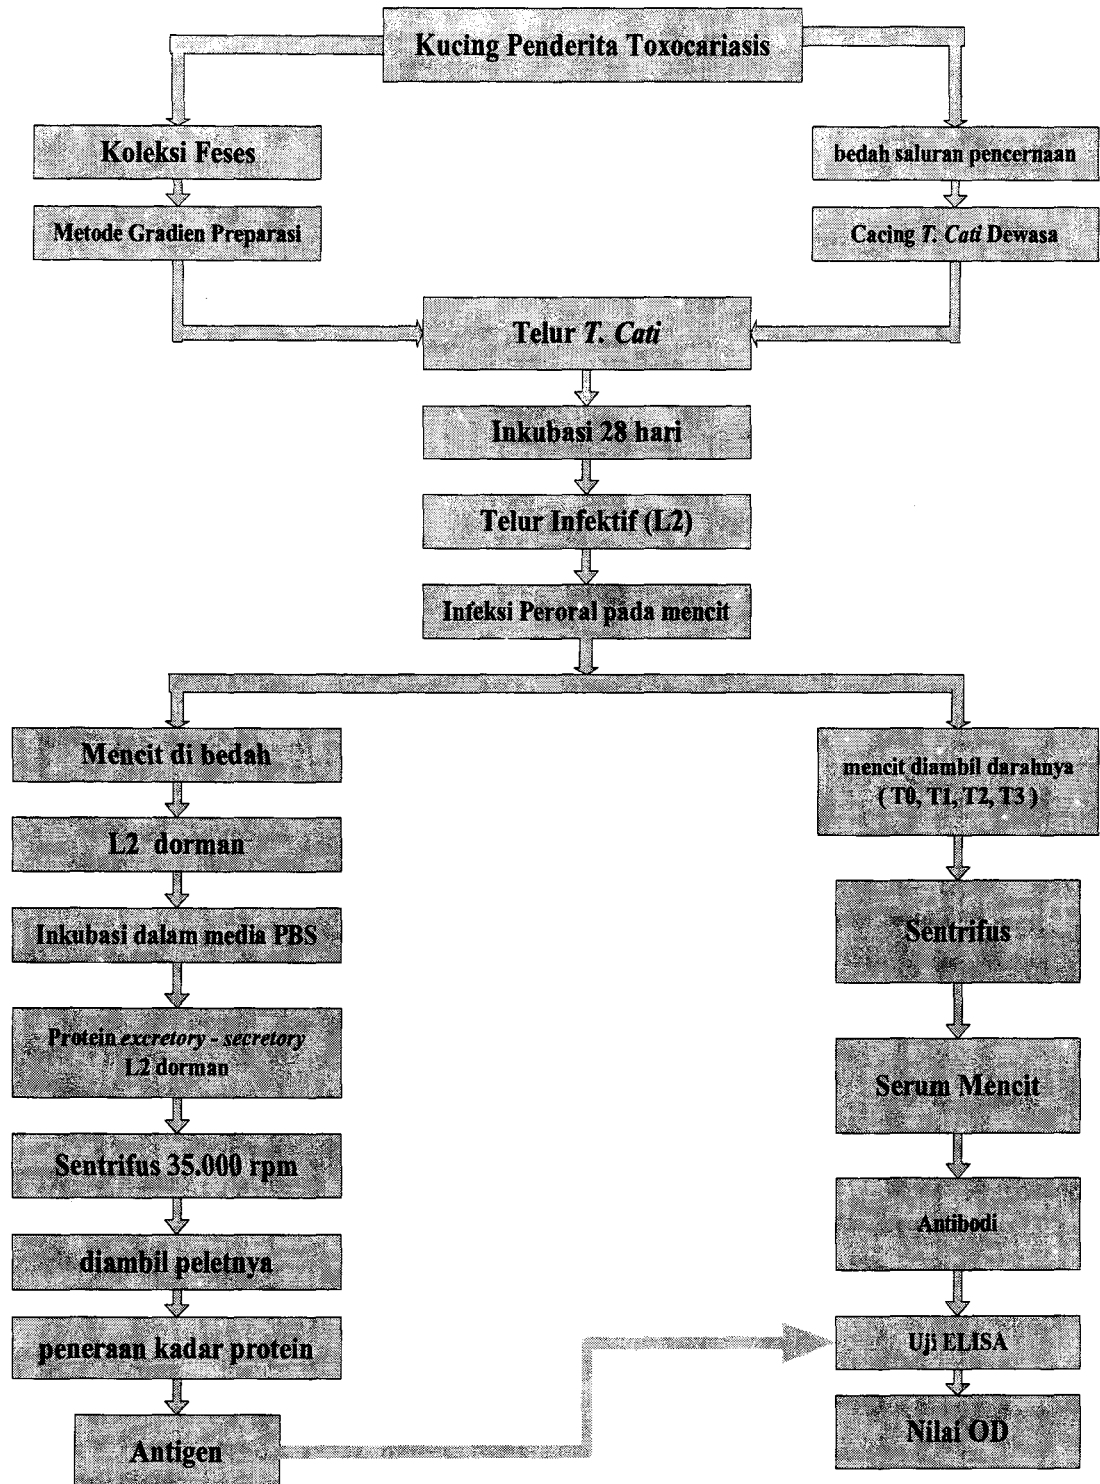 Kucing Penderita Toxocariasis
Koleksi Feses
bedah saluran pencernaan
Metode Gradien Preparasi
Cacing T. Cati Dewasa
Telur T. Cati
Inkubasi 28 hari
Telur Infektif (L2)
Infeksi Peroral pada mencit
Mencit di bedah
L2 dorman
Inkubasi dalam media PBS
Protein excretory - secretory
L2 dorman
Sentrifus 35.000 rpm
diambil peletnya
peneraan kadar protein
Antigen
mencit diambil darahnya
( T0, T1, T2, T3 )
Sentrifus
Serum Mencit
Antibodi
Uji ELISA
Nilai OD